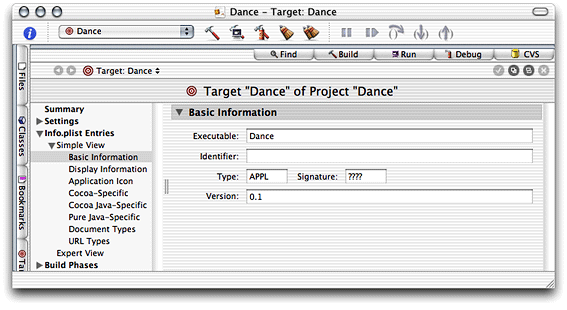 Dance – Target: Dance
Dance
Find
Build
Run
Debug
CVS
Target: Dance
Target "Dance" of Project "Dance"
Files
Classes
Bookmarks
Summary
Settings
Info.plist Entries
Simple View
Basic Information
Display Information
Application Icon
Cocoa-Specific
Cocoa Java-Specific
Pure Java-Specific
Document Types
URL Types
Expert View
Build Phases
Basic Information
Executable: Dance
Identifier:
Type: APPL Signature: ????
Version: 0.1